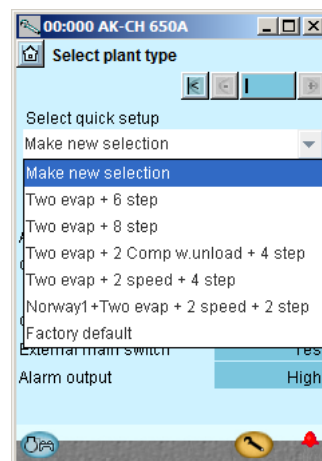 00:000 AK-CH 650A
Select plant type
Select quick setup
Make new selection
Make new selection
Two evap + 6 step
Two evap + 8 step
Two evap + 2 Comp w.unload + 4 step
Two evap + 2 speed + 4 step
Norway1+Two evap + 2 speed + 2 step
Factory default
External main switch Yes
Alarm output High